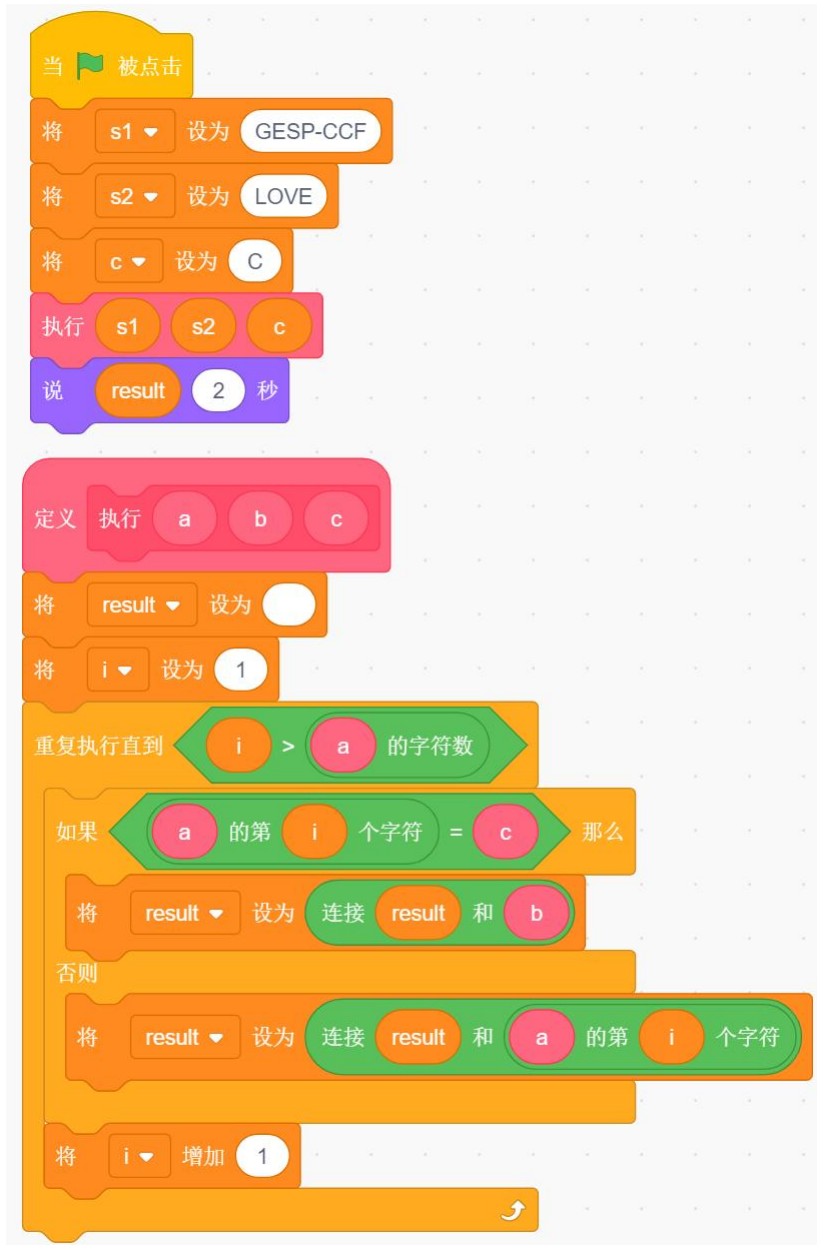 当 被点击
将 s1 设为 GESP-CCF
将 s2 设为 LOVE
将 c 设为 C
执行 s1 s2 c
说 result 2 秒
定义 执行 a b c
将 result 设为
将 i 设为 1
重复执行直到 i > a 的字符数
如果 a 的第 i 个字符 = c 那么
将 result 设为 连接 result 和 b
否则
将 result 设为 连接 result 和 a 的第 i 个字符
将 i 增加 1